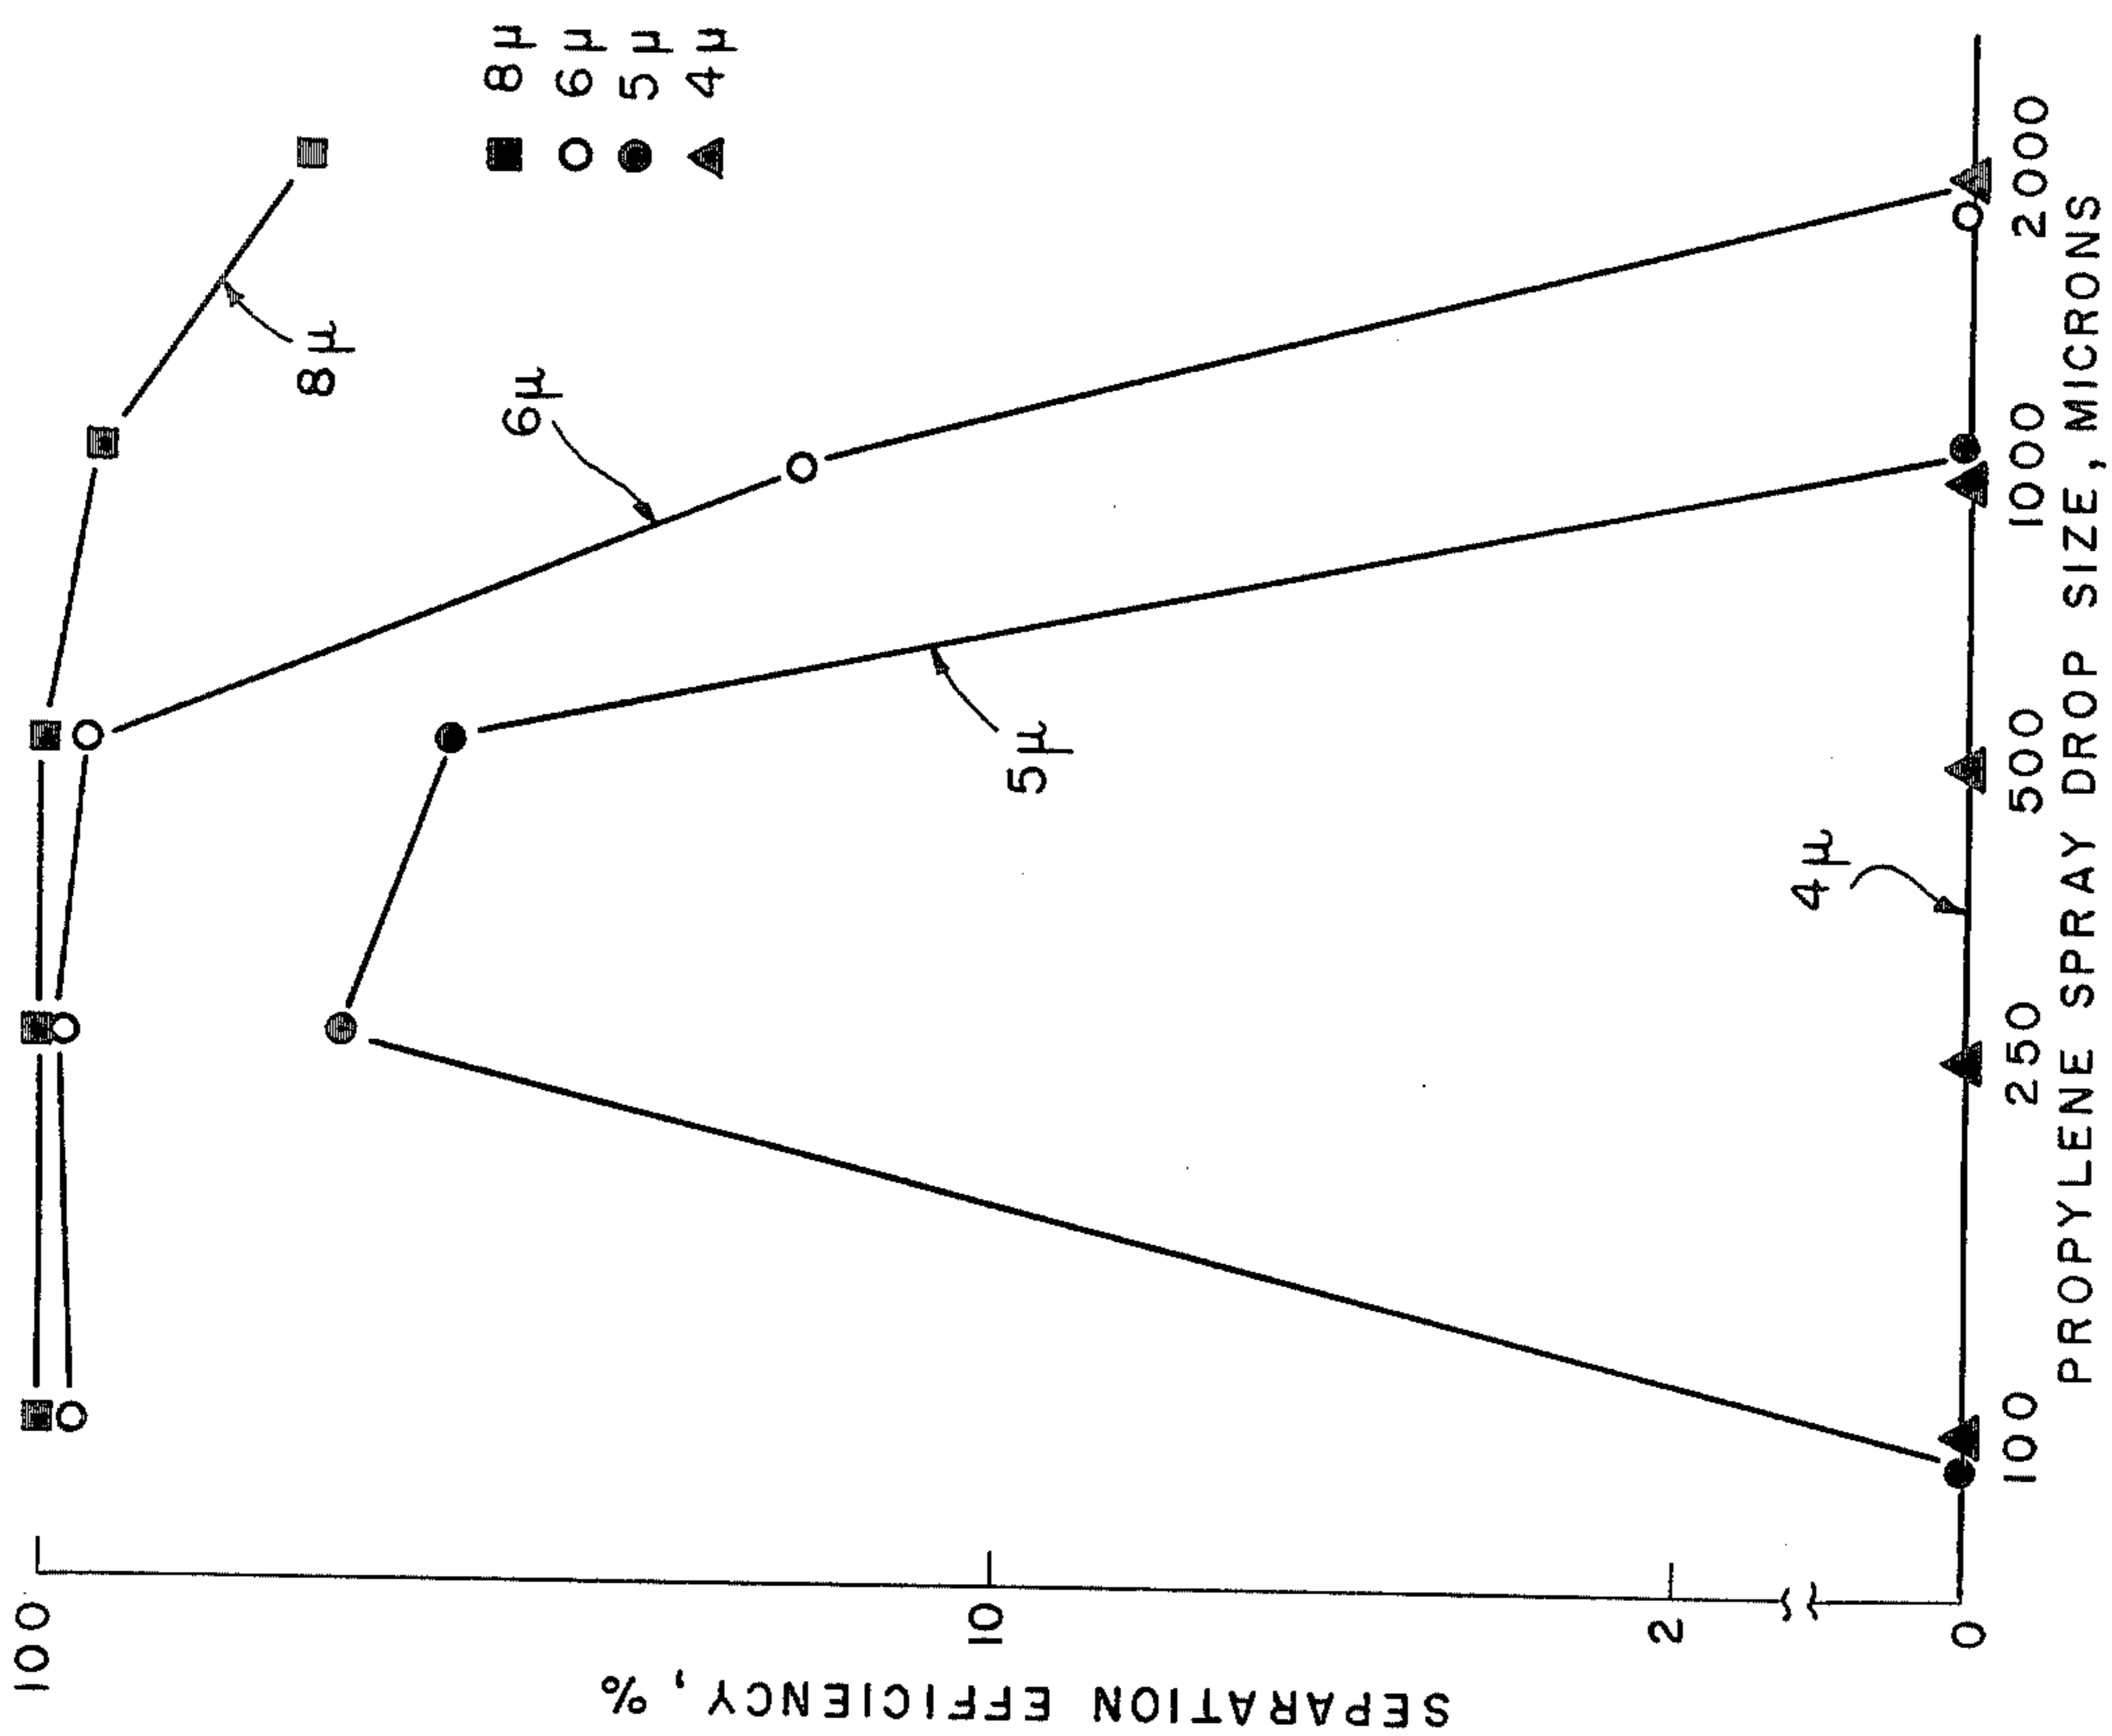 SEPARATION EFFICIENCY, %
100
10
2
0
8µ
6µ
5µ
4µ
8µ
6µ
5µ
4µ
100
250
500
1000
2000
PROPYLENE SPRAY DROP SIZE, MICRONS